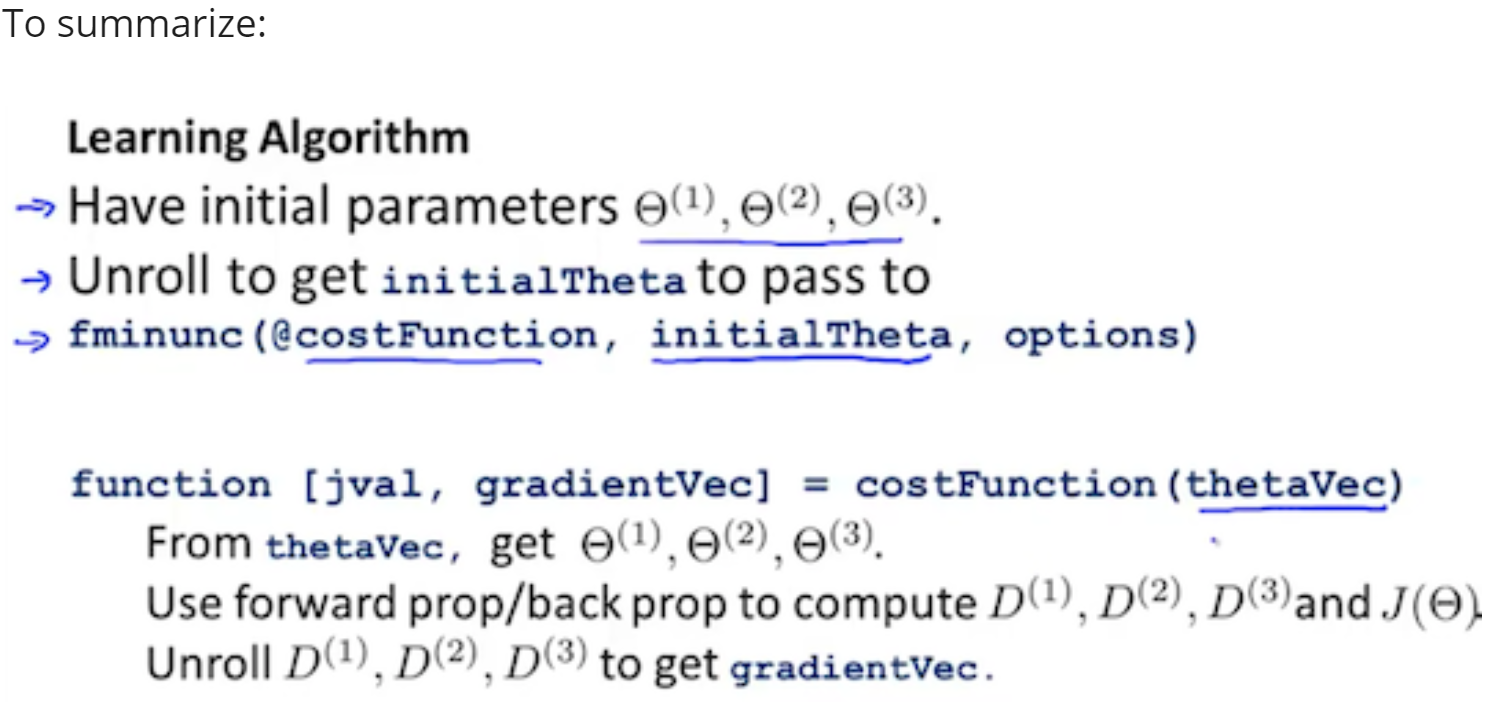 To summarize:
Learning Algorithm
Have initial parameters Θ(1), Θ(2), Θ(3).
Unroll to get initialTheta to pass to
fminunc(@costFunction, initialTheta, options)
function [jval, gradientVec] = costFunction(thetaVec)
From thetaVec, get Θ(1), Θ(2), Θ(3).
Use forward prop/back prop to compute D(1), D(2), D(3) and J(Θ).
Unroll D(1), D(2), D(3) to get gradientVec.